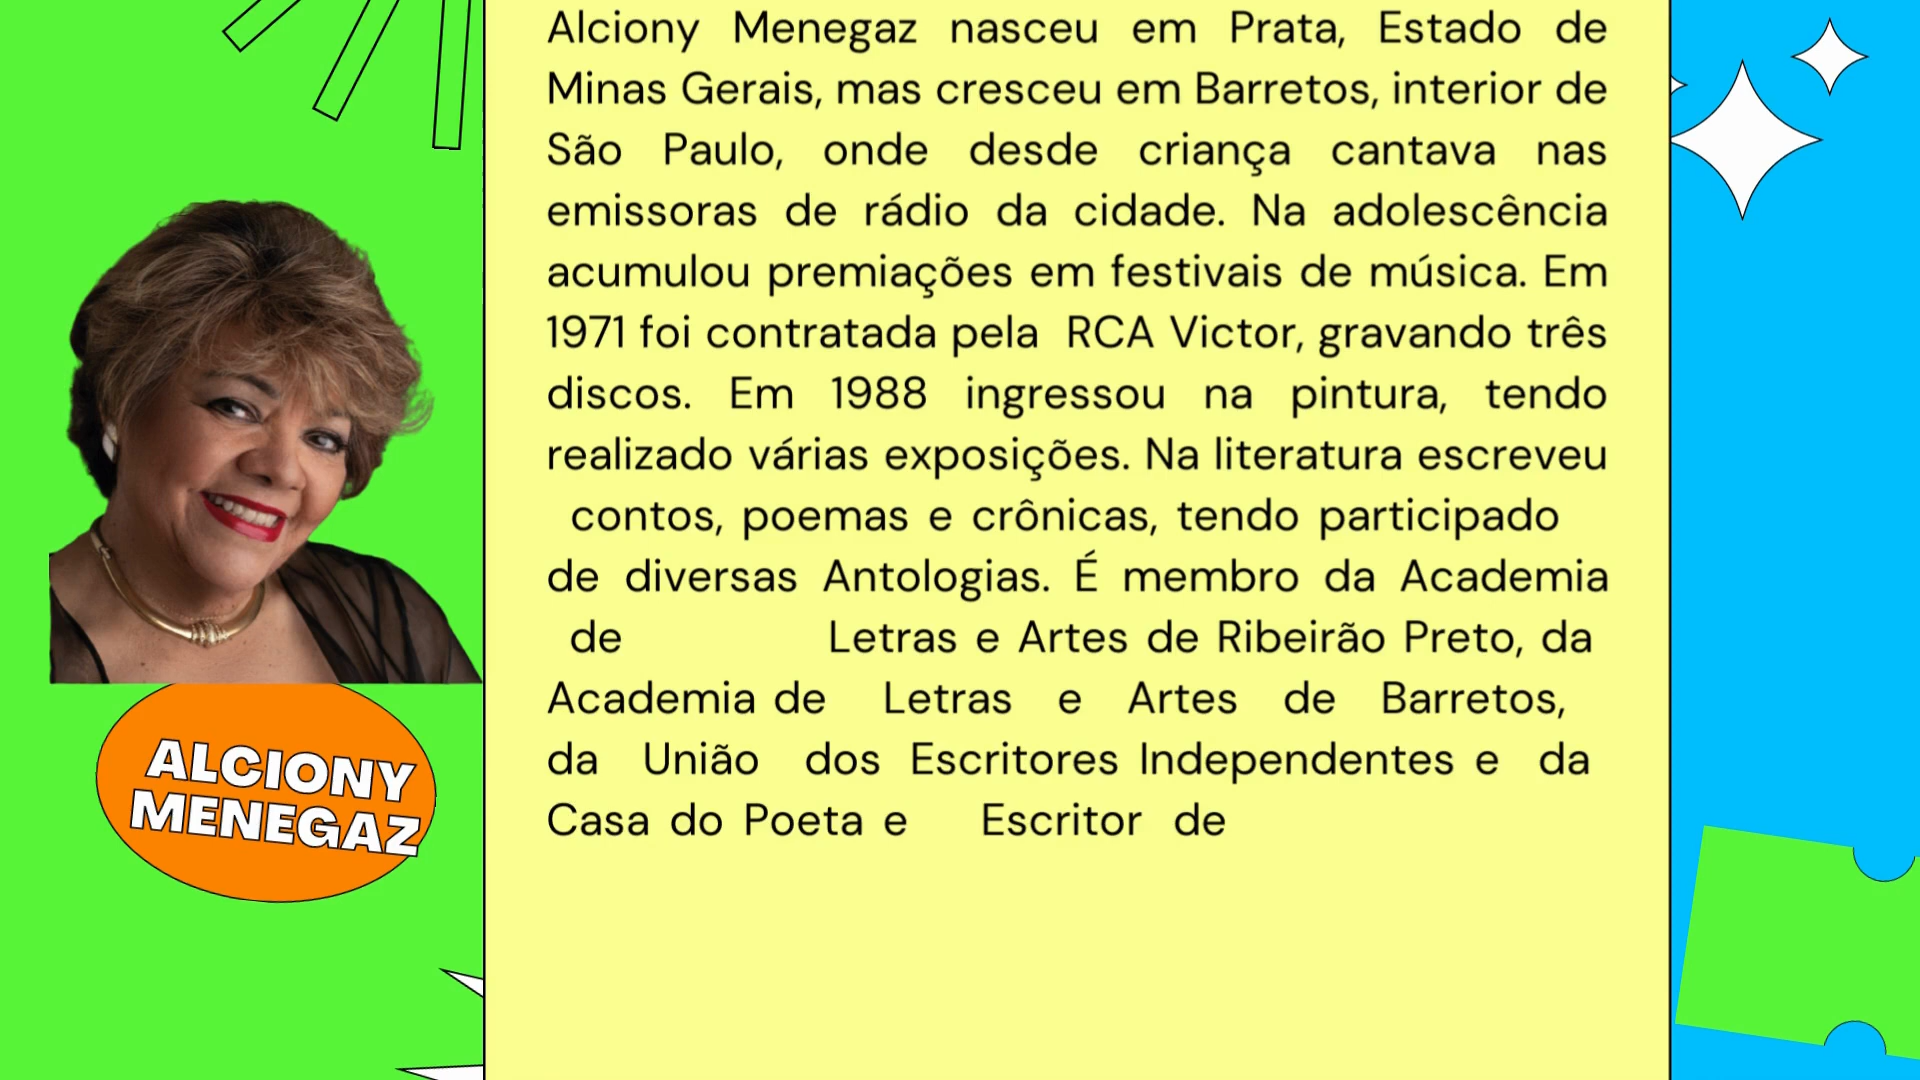 Alciony Menegaz nasceu em Prata, Estado de
Minas Gerais, mas cresceu em Barretos, interior de
São Paulo, onde desde criança cantava nas
emissoras de rádio da cidade. Na adolescência
acumulou premiações em festivais de música. Em
1971 foi contratada pela RCA Victor, gravando três
discos. Em 1988 ingressou na pintura, tendo
realizado várias exposições. Na literatura escreveu
contos, poemas e crônicas, tendo participado
de diversas Antologias. É membro da Academia
de Letras e Artes de Ribeirão Preto, da
Academia de Letras e Artes de Barretos,
da União dos Escritores Independentes e da
Casa do Poeta e Escritor de
ALCIONY
MENEGAZ